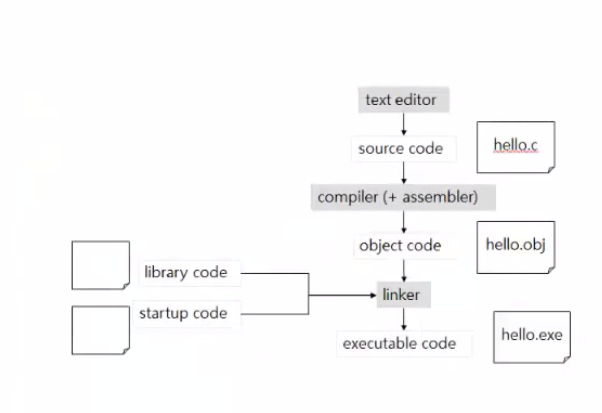 text editor
source code
hello.c
compiler (+ assembler)
object code
hello.obj
library code
linker
startup code
executable code
hello.exe